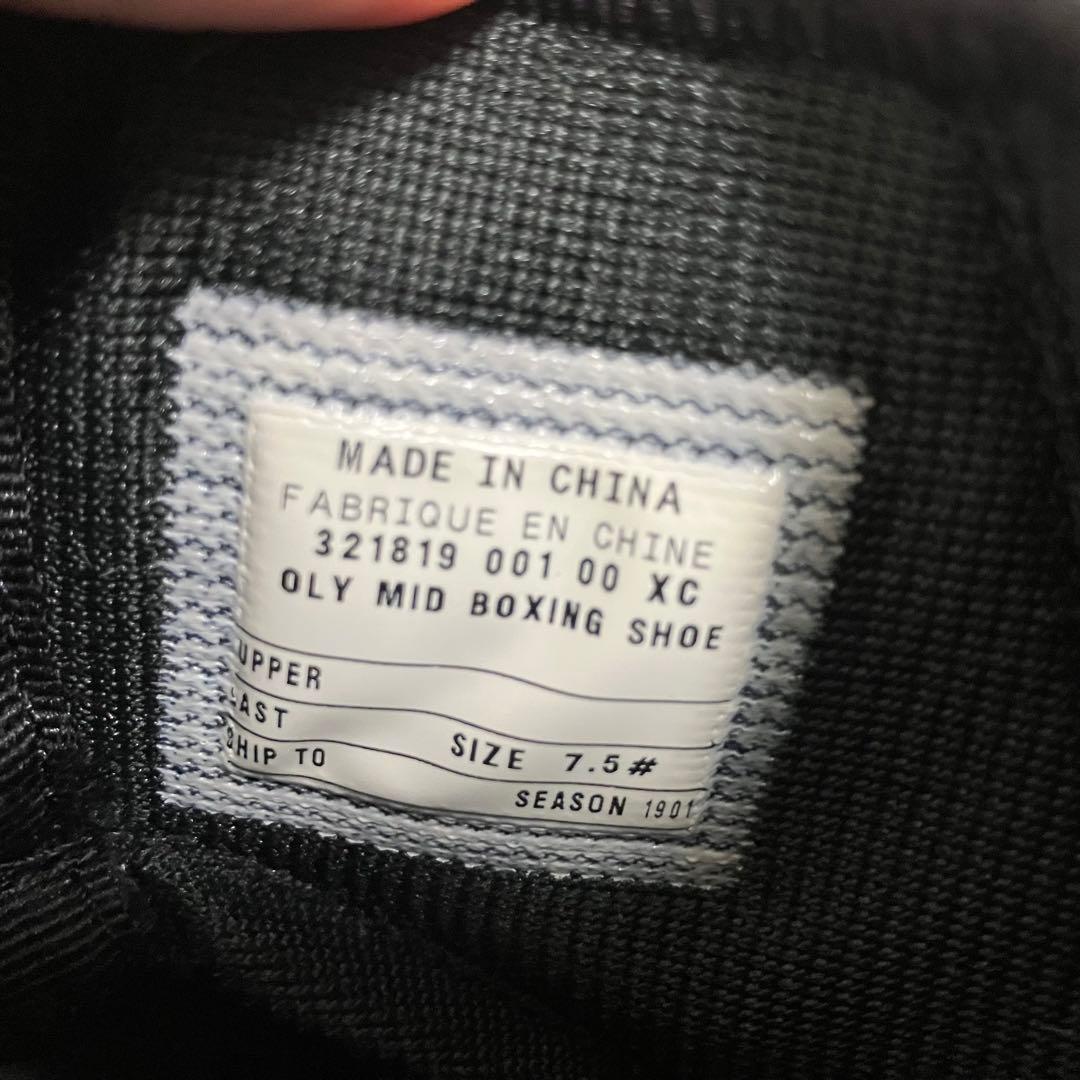 MADE IN CHINA
FABRIQUE EN CHINE
321819 001 00 XC
OLY MID BOXING SHOE
UPPER
LAST
SIZE 7.5#
SHIP TO
SEASON 1901